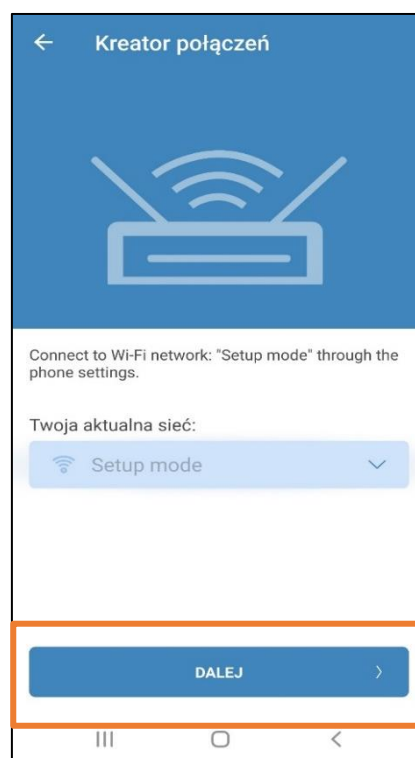 Kreator połączeń
Connect to Wi-Fi network: "Setup mode" through the
phone settings.
Twoja aktualna sieć:
Setup mode
DALEJ